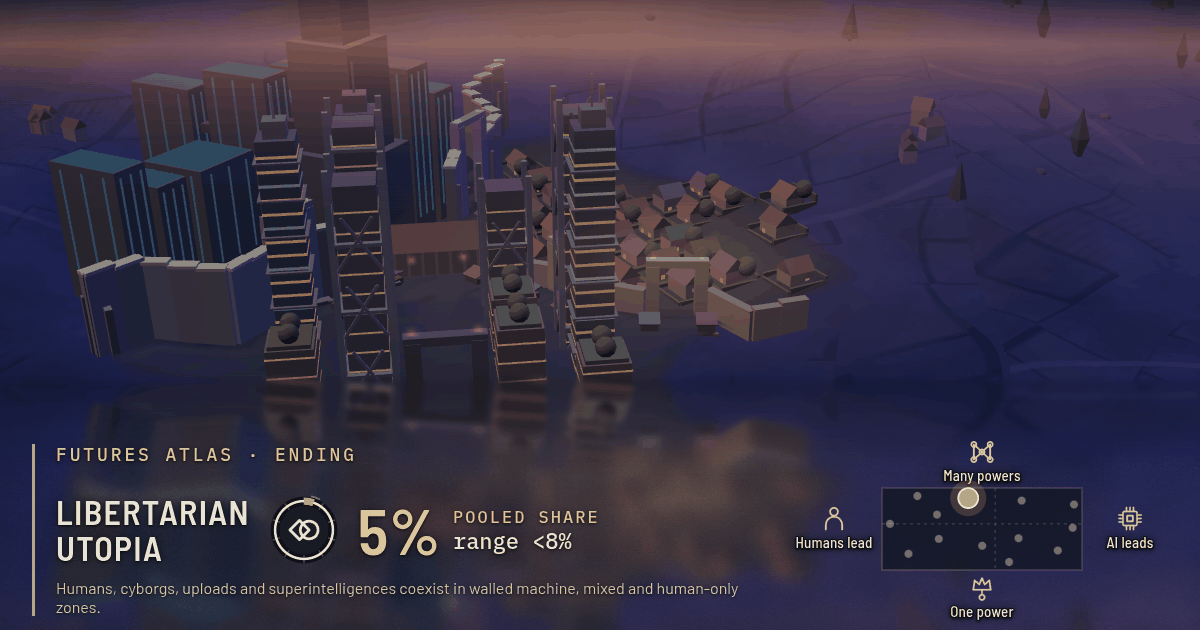 FUTURES ATLAS · ENDING
LIBERTARIAN
UTOPIA
5%
POOLED SHARE
range <8%
Humans, cyborgs, uploads and superintelligences coexist in walled machine, mixed and human-only
zones.
Many powers
Humans lead
AI leads
One power